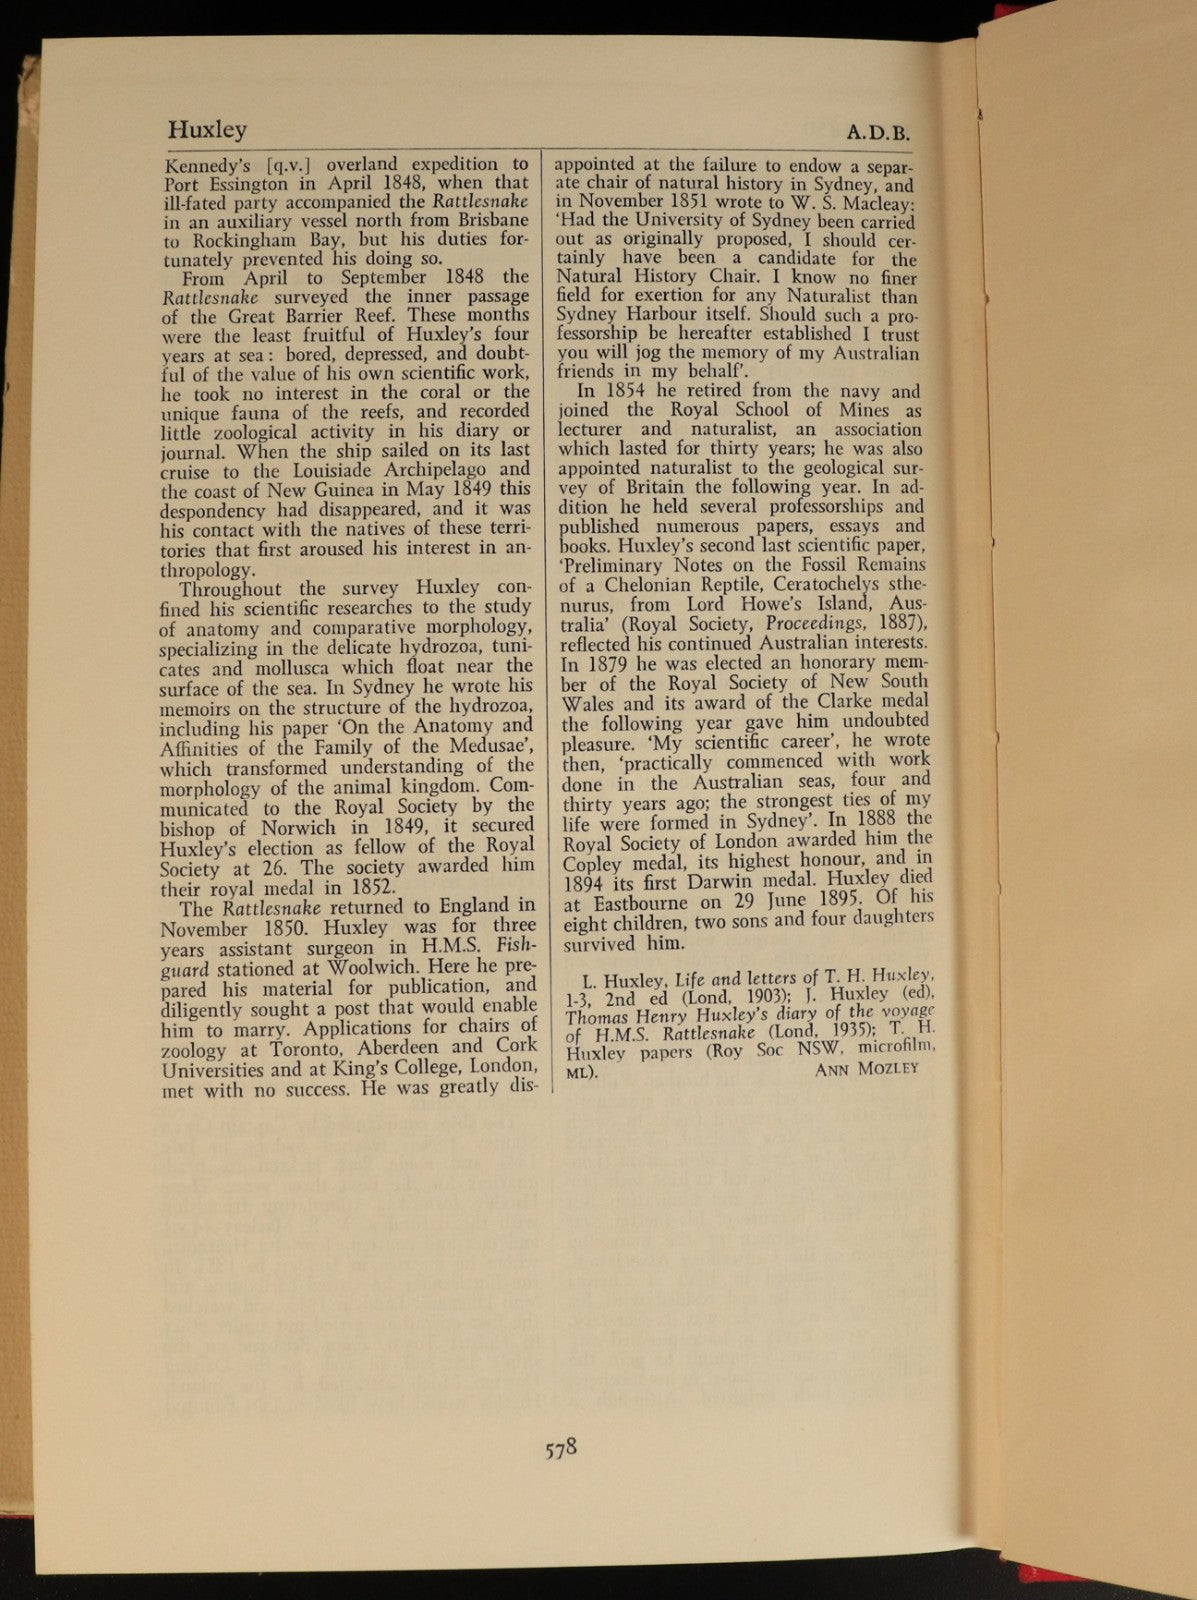 Huxley
A.D.B.
Kennedy's [q.v.] overland expedition to
Port Essington in April 1848, when that
ill-fated party accompanied the Rattlesnake
in an auxiliary vessel north from Brisbane
to Rockingham Bay, but his duties for-
tunately prevented his doing so.
From April to September 1848 the
Rattlesnake surveyed the inner passage
of the Great Barrier Reef. These months
were the least fruitful of Huxley's four
years at sea: bored, depressed, and doubt-
ful of the value of his own scientific work,
he took no interest in the coral or the
unique fauna of the reefs, and recorded
little zoological activity in his diary or
journal. When the ship sailed on its last
cruise to the Louisiade Archipelago and
the coast of New Guinea in May 1849 this
despondency had disappeared, and it was
his contact with the natives of these terri-
tories that first aroused his interest in an-
thropology.
Throughout the survey Huxley con-
fined his scientific researches to the study
of anatomy and comparative morphology,
specializing in the delicate hydrozoa, tuni-
cates and mollusca which float near the
surface of the sea. In Sydney he wrote his
memoirs on the structure of the hydrozoa,
including his paper 'On the Anatomy and
Affinities of the Family of the Medusae',
which transformed understanding of the
morphology of the animal kingdom. Com-
municated to the Royal Society by the
bishop of Norwich in 1849, it secured
Huxley's election as fellow of the Royal
Society at 26. The society awarded him
their royal medal in 1852.
The Rattlesnake returned to England in
November 1850. Huxley was for three
years assistant surgeon in H.M.S. Fish-
guard stationed at Woolwich. Here he pre-
pared his material for publication, and
diligently sought a post that would enable
him to marry. Applications for chairs of
zoology at Toronto, Aberdeen and Cork
Universities and at King's College, London,
met with no success. He was greatly dis-
appointed at the failure to endow a separ-
ate chair of natural history in Sydney, and
in November 1851 wrote to W. S. Macleay:
'Had the University of Sydney been carried
out as originally proposed, I should cer-
tainly have been a candidate for the
Natural History Chair. I know no finer
field for exertion for any Naturalist than
Sydney Harbour itself. Should such a pro-
fessorship be hereafter established I trust
you will jog the memory of my Australian
friends in my behalf'.
In 1854 he retired from the navy and
joined the Royal School of Mines as
lecturer and naturalist, an association
which lasted for thirty years; he was also
appointed naturalist to the geological sur-
vey of Britain the following year. In ad-
dition he held several professorships and
published numerous papers, essays and
books. Huxley's second last scientific paper,
'Preliminary Notes on the Fossil Remains
of a Chelonian Reptile, Ceratochelys sthe-
nurus, from Lord Howe's Island, Aus-
tralia' (Royal Society, Proceedings, 1887),
reflected his continued Australian interests.
In 1879 he was elected an honorary mem-
ber of the Royal Society of New South
Wales and its award of the Clarke medal
the following year gave him undoubted
pleasure. 'My scientific career', he wrote
then, 'practically commenced with work
done in the Australian seas, four and
thirty years ago; the strongest ties of my
life were formed in Sydney'. In 1888 the
Royal Society of London awarded him the
Copley medal, its highest honour, and in
1894 its first Darwin medal. Huxley died
at Eastbourne on 29 June 1895. Of his
eight children, two sons and four daughters
survived him.
L. Huxley, Life and letters of T. H. Huxley,
1-3, 2nd ed (Lond, 1903); J. Huxley (ed),
Thomas Henry Huxley's diary of the voyage
of H.M.S. Rattlesnake (Lond, 1935); T. H.
Huxley papers (Roy Soc NSW, microfilm,
ML). ANN MOZLEY
578